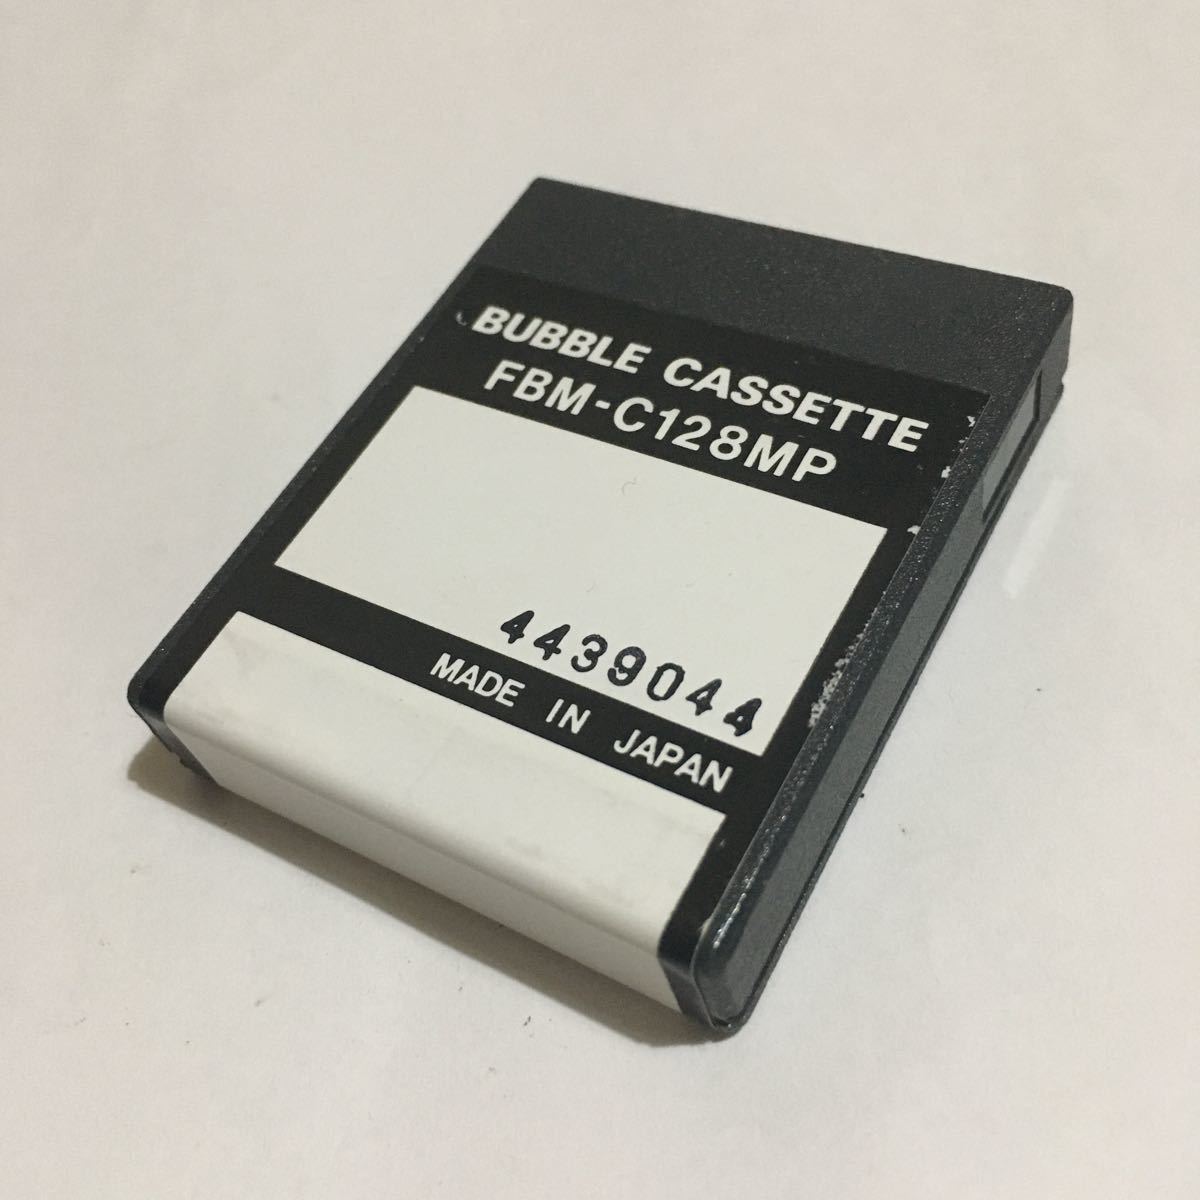 BUBBLE CASSETTE
FBM-C128MP
4439044
MADE IN JAPAN